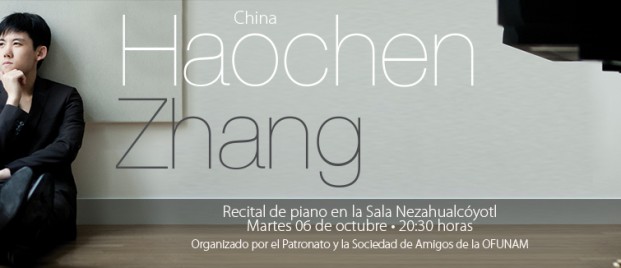 China
Haochen
Zhang
Recital de piano en la Sala Nezahualcóyotl
Martes 06 de octubre • 20:30 horas
Organizado por el Patronato y la Sociedad de Amigos de la OFUNAM